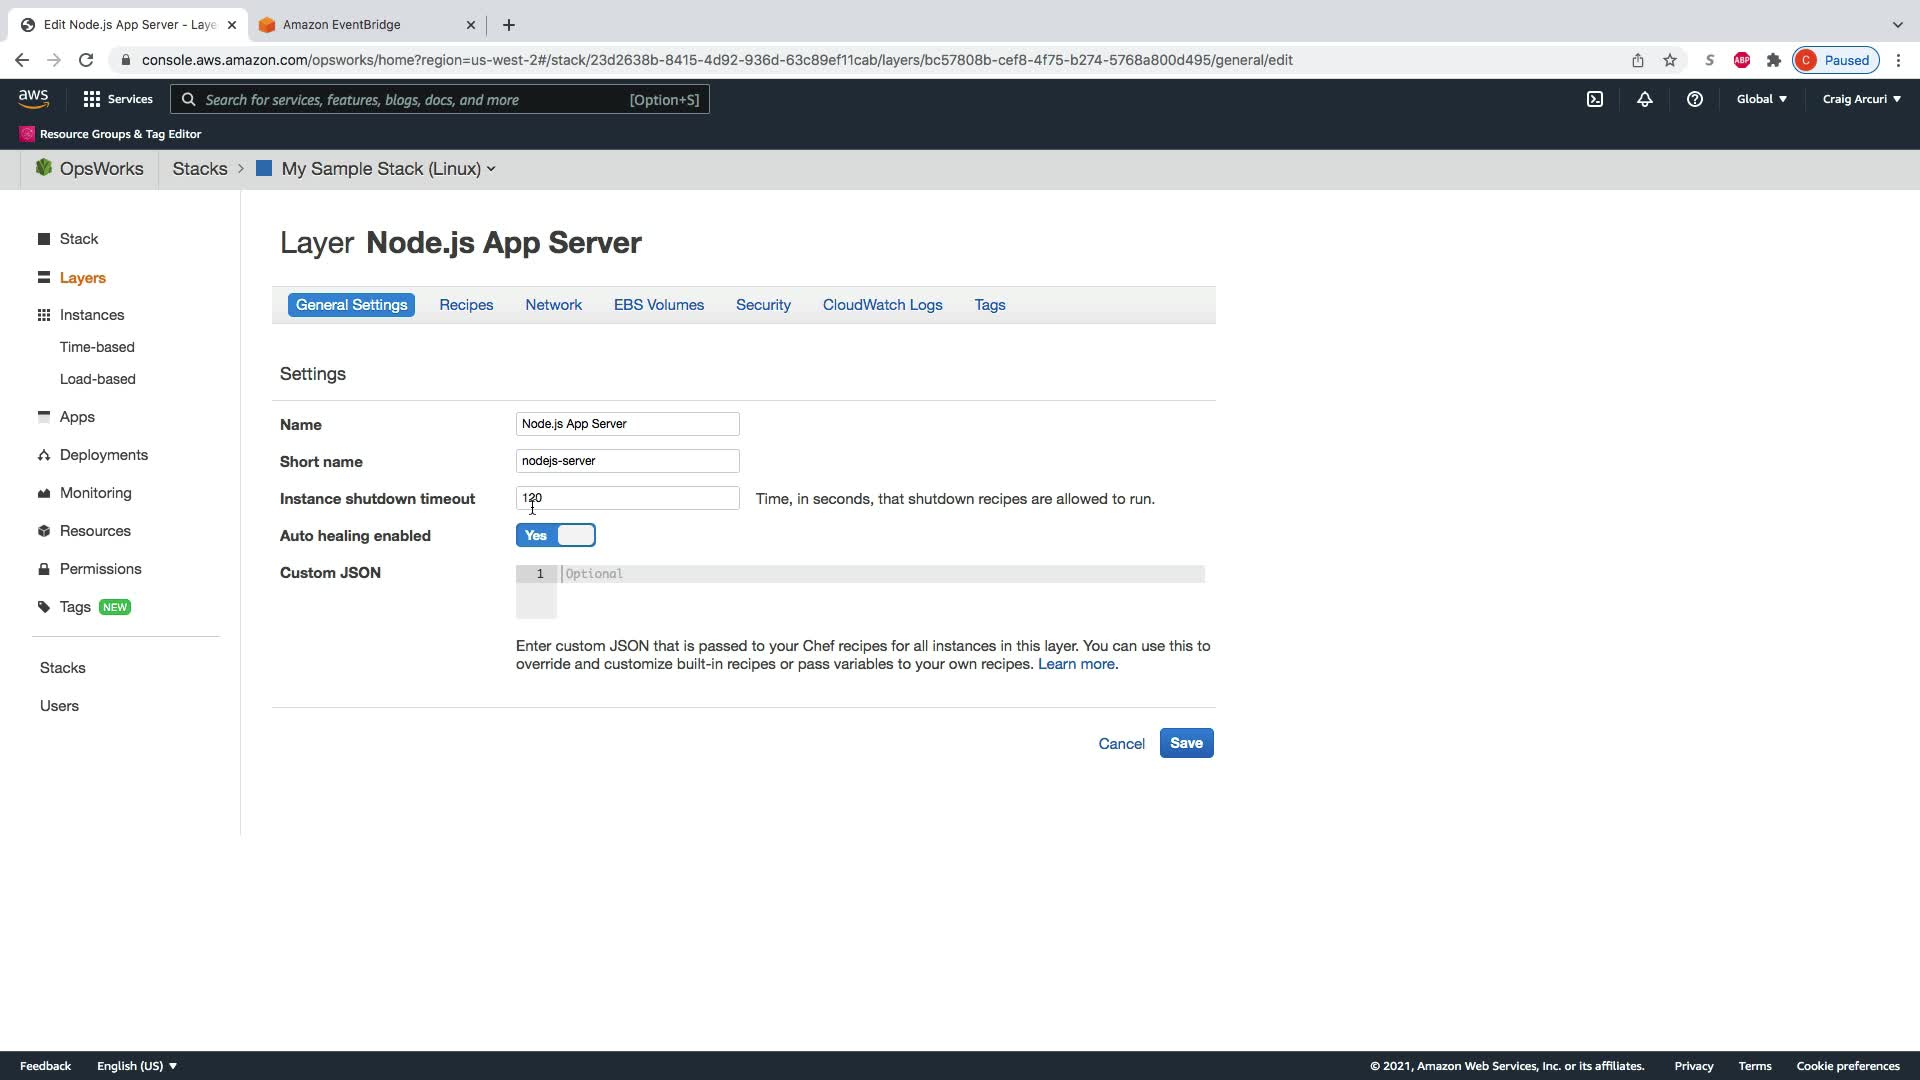 Edit Node.js App Server - Laye
Amazon EventBridge
console.aws.amazon.com/opsworks/home?region=us-west-2#/stack/23d2638b-8415-4d92-936d-63c89ef11cab/layers/bc57808b-cef8-4f75-b274-5768a800d495/general/edit
S
ABP
C
Paused
aws
Services
Search for services, features, blogs, docs, and more
[Option+S]
Global
Craig Arcuri
Resource Groups & Tag Editor
OpsWorks
Stacks
My Sample Stack (Linux)
Stack
Layers
Instances
Time-based
Load-based
Apps
Deployments
Monitoring
Resources
Permissions
Tags NEW
Stacks
Users
Layer Node.js App Server
General Settings
Recipes
Network
EBS Volumes
Security
CloudWatch Logs
Tags
Settings
Name
Node.js App Server
Short name
nodejs-server
Instance shutdown timeout
120
Time, in seconds, that shutdown recipes are allowed to run.
Auto healing enabled
Yes
Custom JSON
1
Optional
Enter custom JSON that is passed to your Chef recipes for all instances in this layer. You can use this to
override and customize built-in recipes or pass variables to your own recipes. Learn more.
Cancel
Save
Feedback
English (US)
© 2021, Amazon Web Services, Inc. or its affiliates.
Privacy
Terms
Cookie preferences